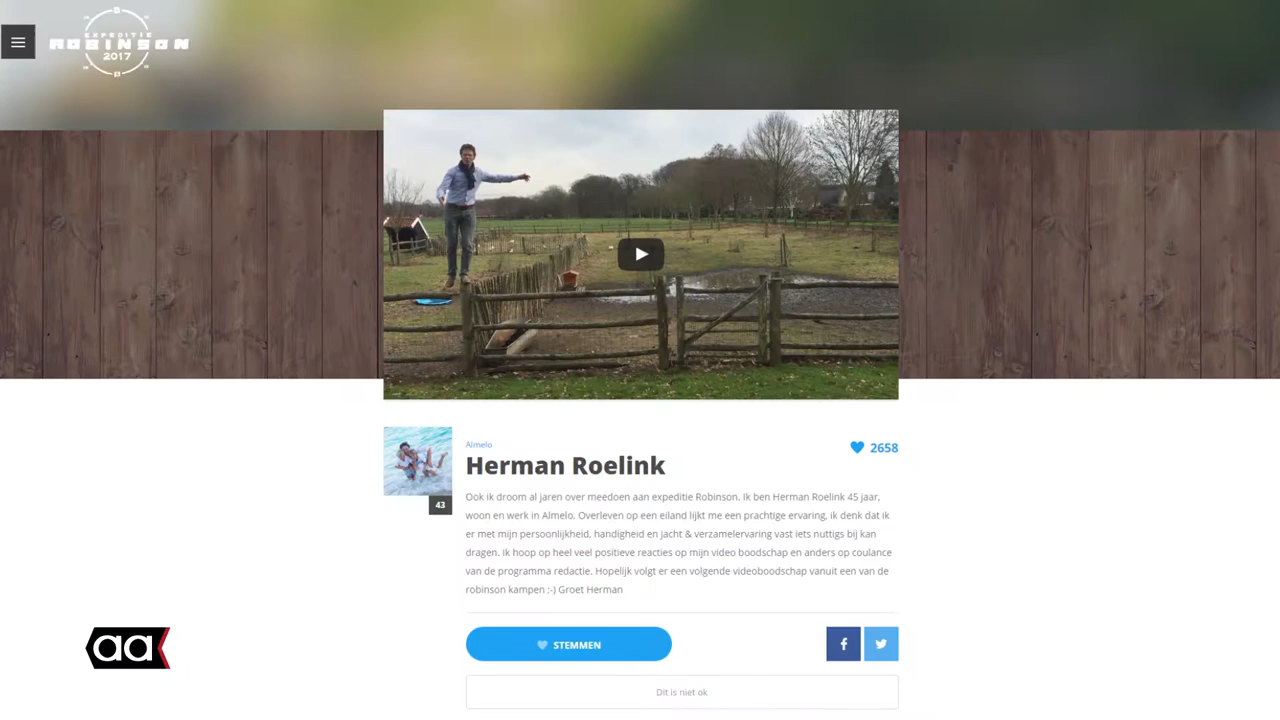 EXPEDITIE
ROBINSON
2017
Almelo
2658
Herman Roelink
Ook ik droom al jaren over meedoen aan expeditie Robinson. Ik ben Herman Roelink 45 jaar,
woon en werk in Almelo. Overleven op een eiland lijkt me een prachtige ervaring, ik denk dat ik
er met mijn persoonlijkheid, handigheid en jacht & verzamelervaring vast iets nuttigs bij kan
dragen. Ik hoop op heel veel positieve reacties op mijn video boodschap en anders op coulance
van de programma redactie. Hopelijk volgt er een volgende videoboodschap vanuit een van de
robinson kampen ;-) Groet Herman
43
STEMMEN
Dit is niet ok
aa